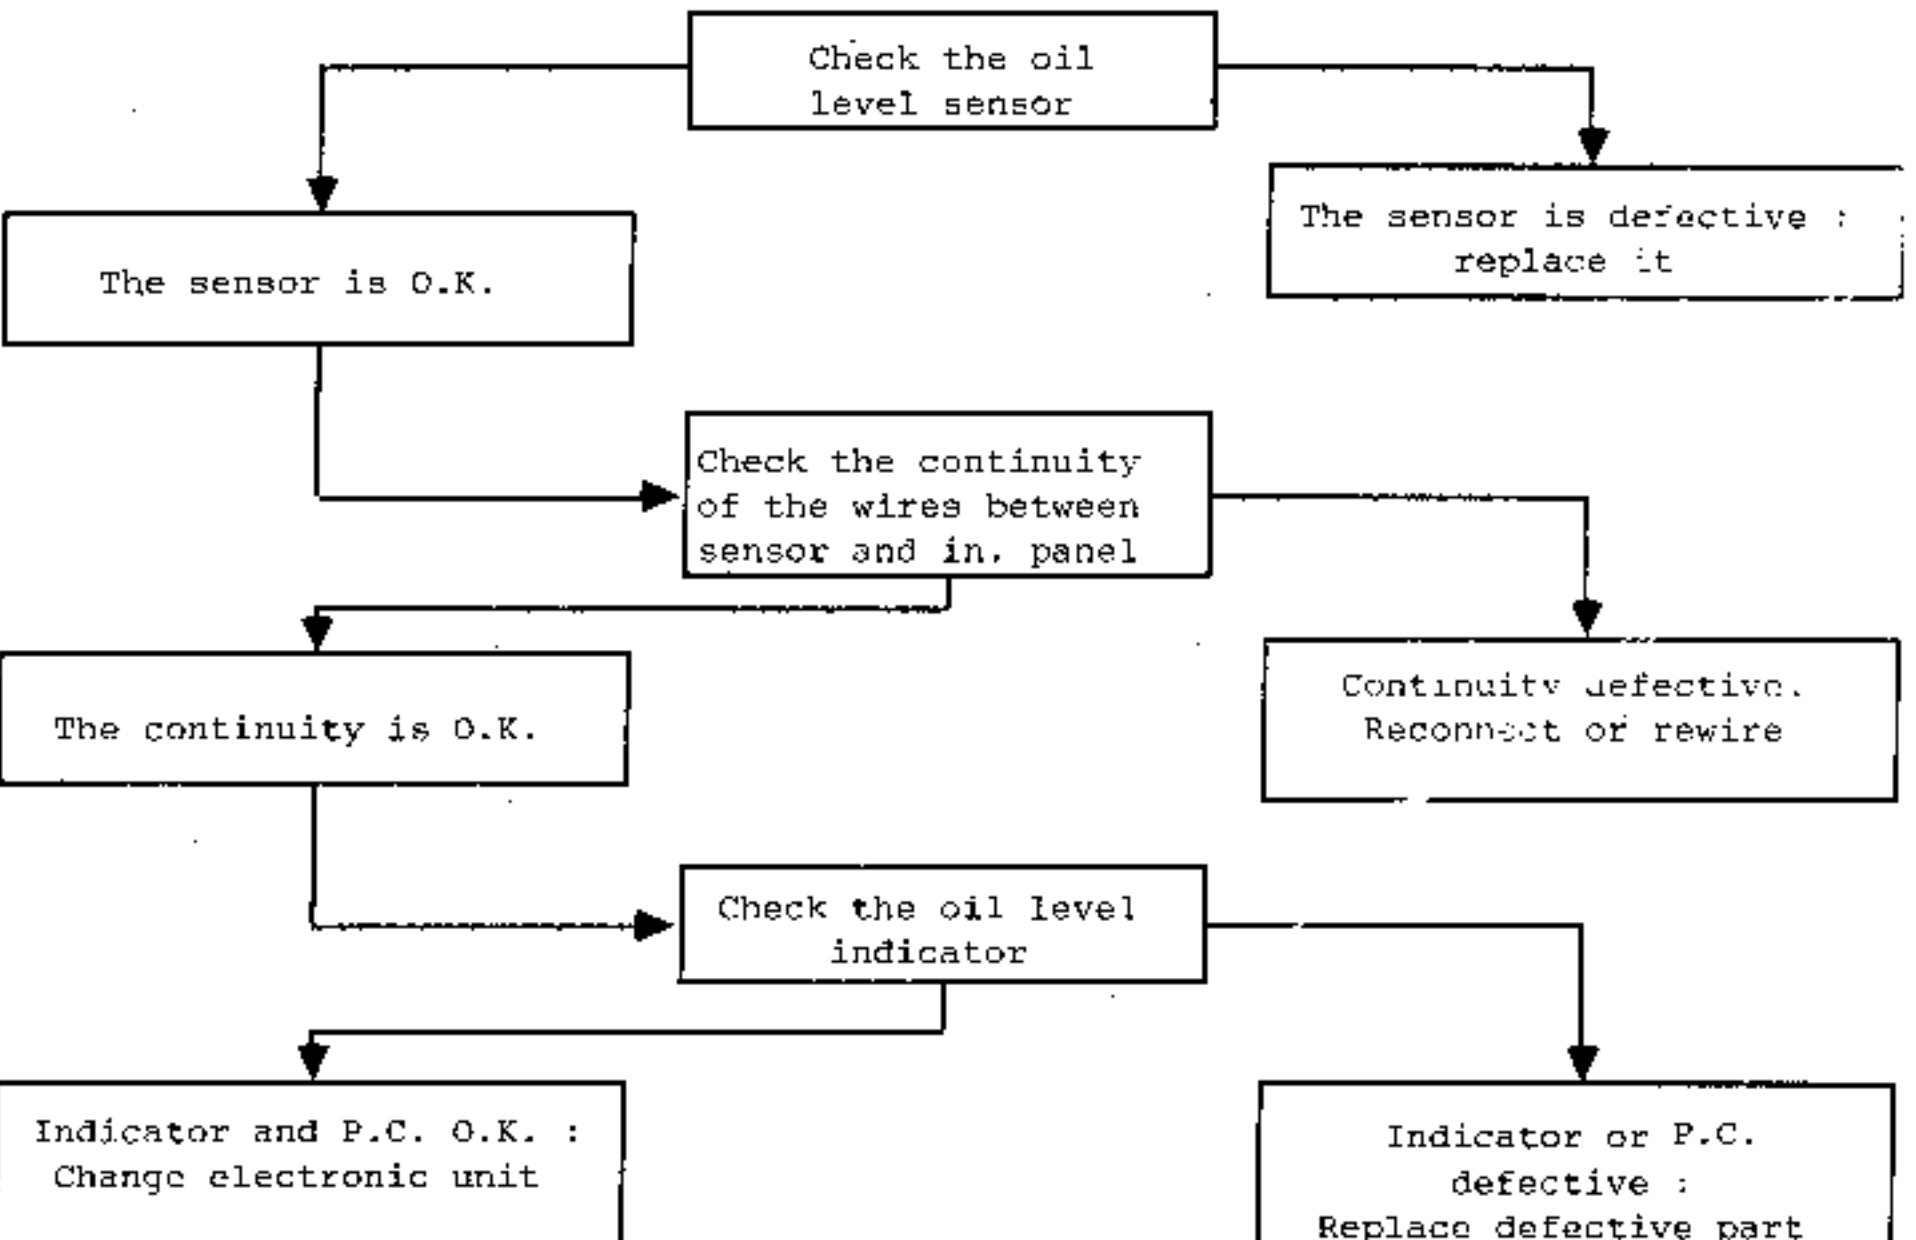 Check the oil
level sensor
The sensor is defective :
replace it
The sensor is O.K.
Check the continuity
of the wires between
sensor and in. panel
Continuity defective.
Reconnect or rewire
The continuity is O.K.
Check the oil level
indicator
Indicator and P.C. O.K. :
Change electronic unit
Indicator or P.C.
defective :
Replace defective part